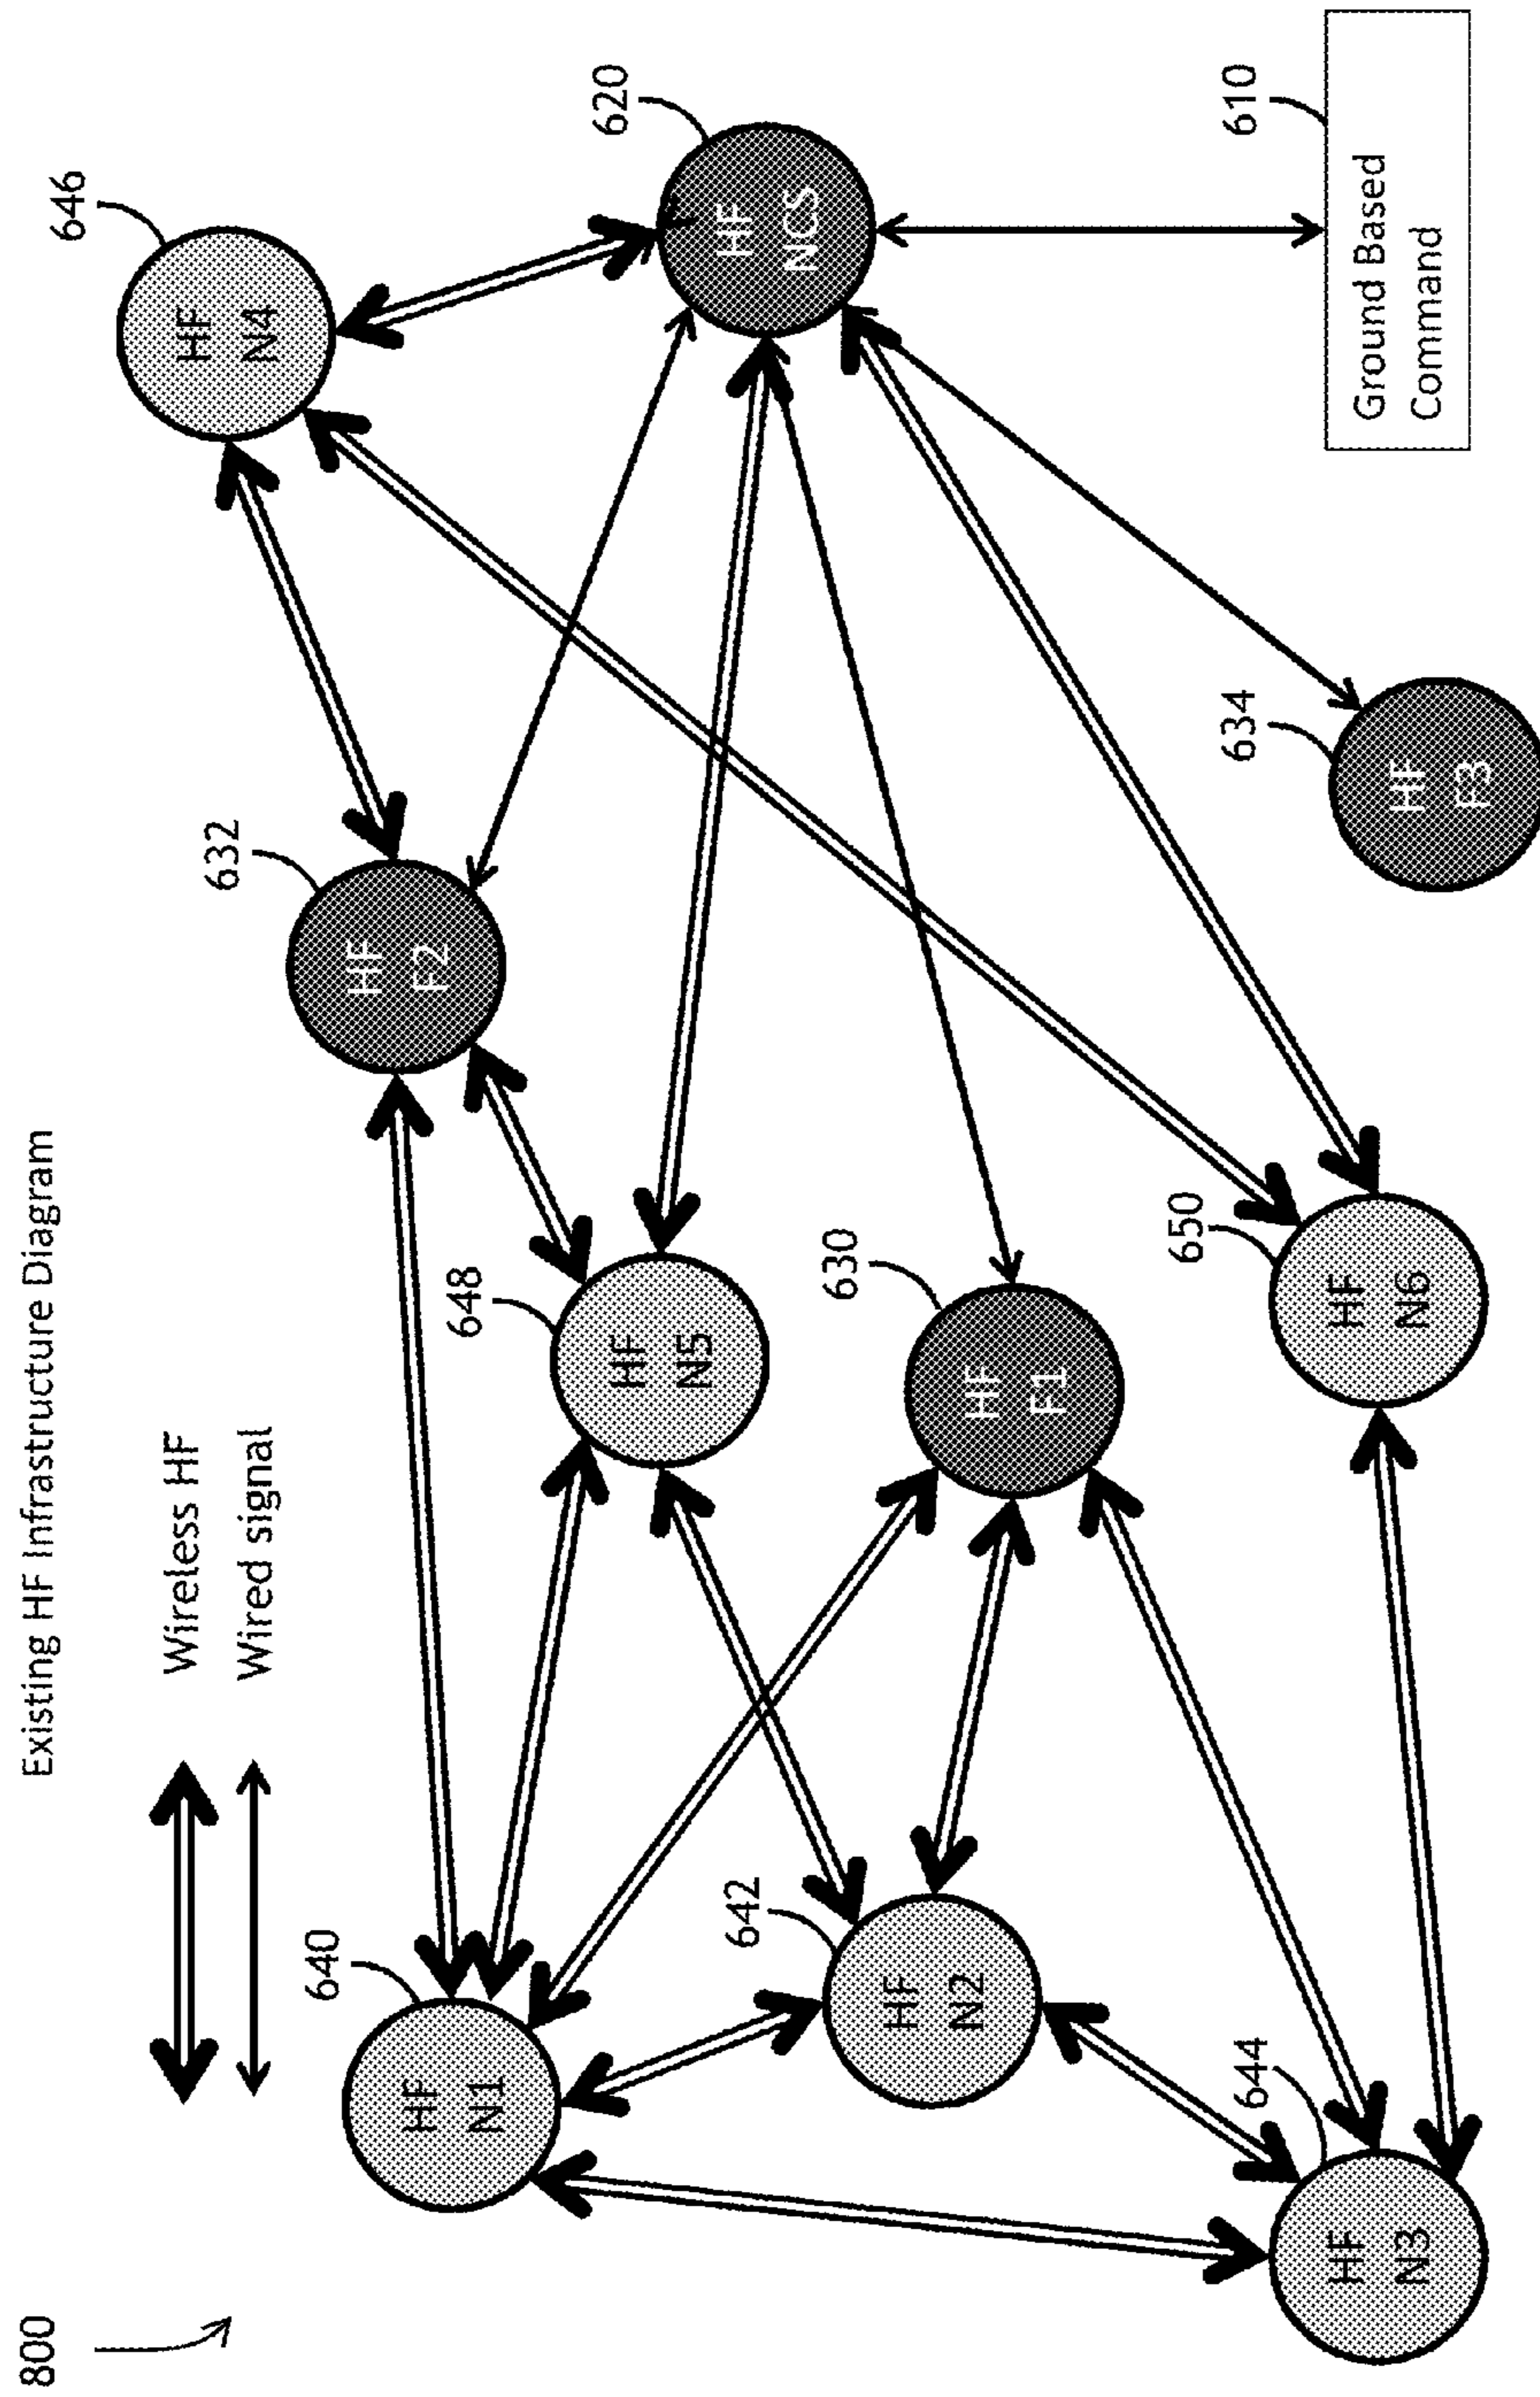 800
Existing HF Infrastructure Diagram
Wireless HF
Wired signal
640
HF
N1
632
HF
F2
646
HF
N4
648
HF
N5
620
HF
NCS
642
HF
N2
630
HF
F1
644
HF
N3
650
HF
N6
634
HF
F3
610
Ground Based
Command